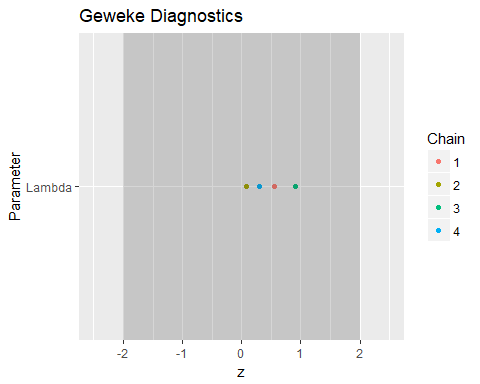 Geweke Diagnostics
Parameter
Lambda
-2 -1 0 1 2
z
Chain
1
2
3
4